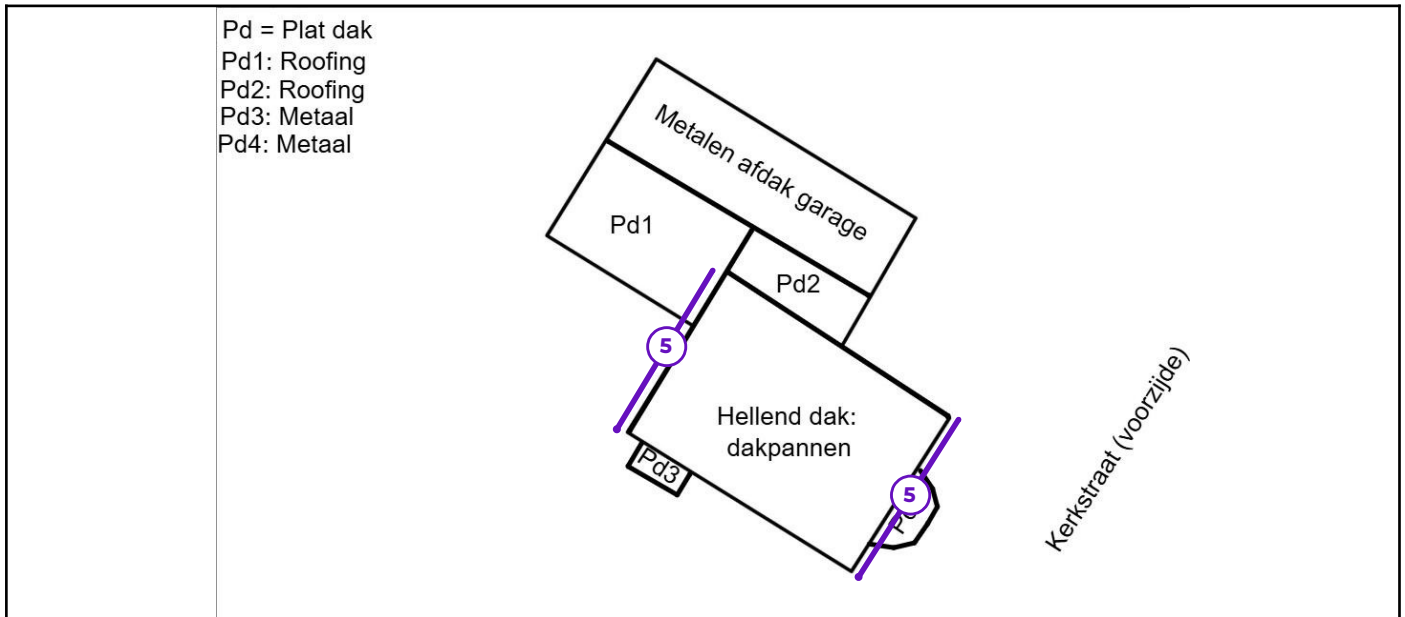 Pd = Plat dak
Pd1: Roofing
Pd2: Roofing
Pd3: Metaal
Pd4: Metaal
Metalen afdak garage
Pd1
Pd2
5
Hellend dak:
dakpannen
Pd3
5
Kerkstraat (voorzijde)